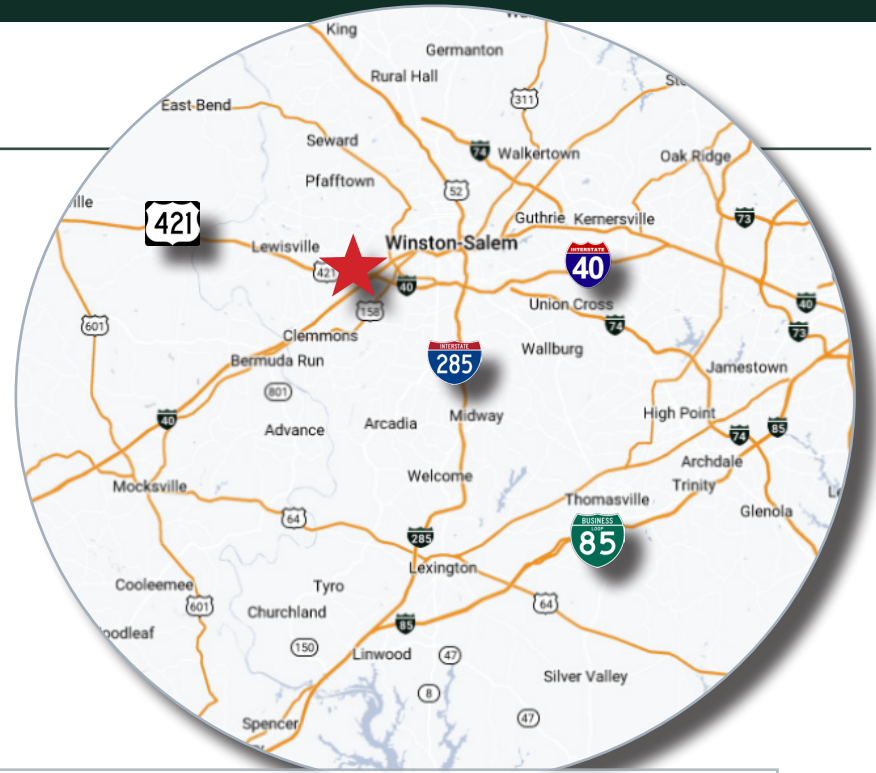 King
Germanton
Rural Hall
311
East Bend
Seward
74
Walkertown
Oak Ridge
Pfafftown
52
73
421
Guthrie
Kernersville
Lewisville
Winston-Salem
421
INTERSTATE
40
40
158
40
Union Cross
601
74
73
Clemmons
INTERSTATE
285
Wallburg
Bermuda Run
Jamestown
801
40
Advance
Arcadia
Midway
High Point
74
85
Archdale
Welcome
Mocksville
Trinity
Thomasville
Glenola
64
BUSINESS
LOOP
85
285
Lexington
Cooleemee
Tyro
64
601
Churchland
85
150
Linwood
47
Silver Valley
8
47
Spencer